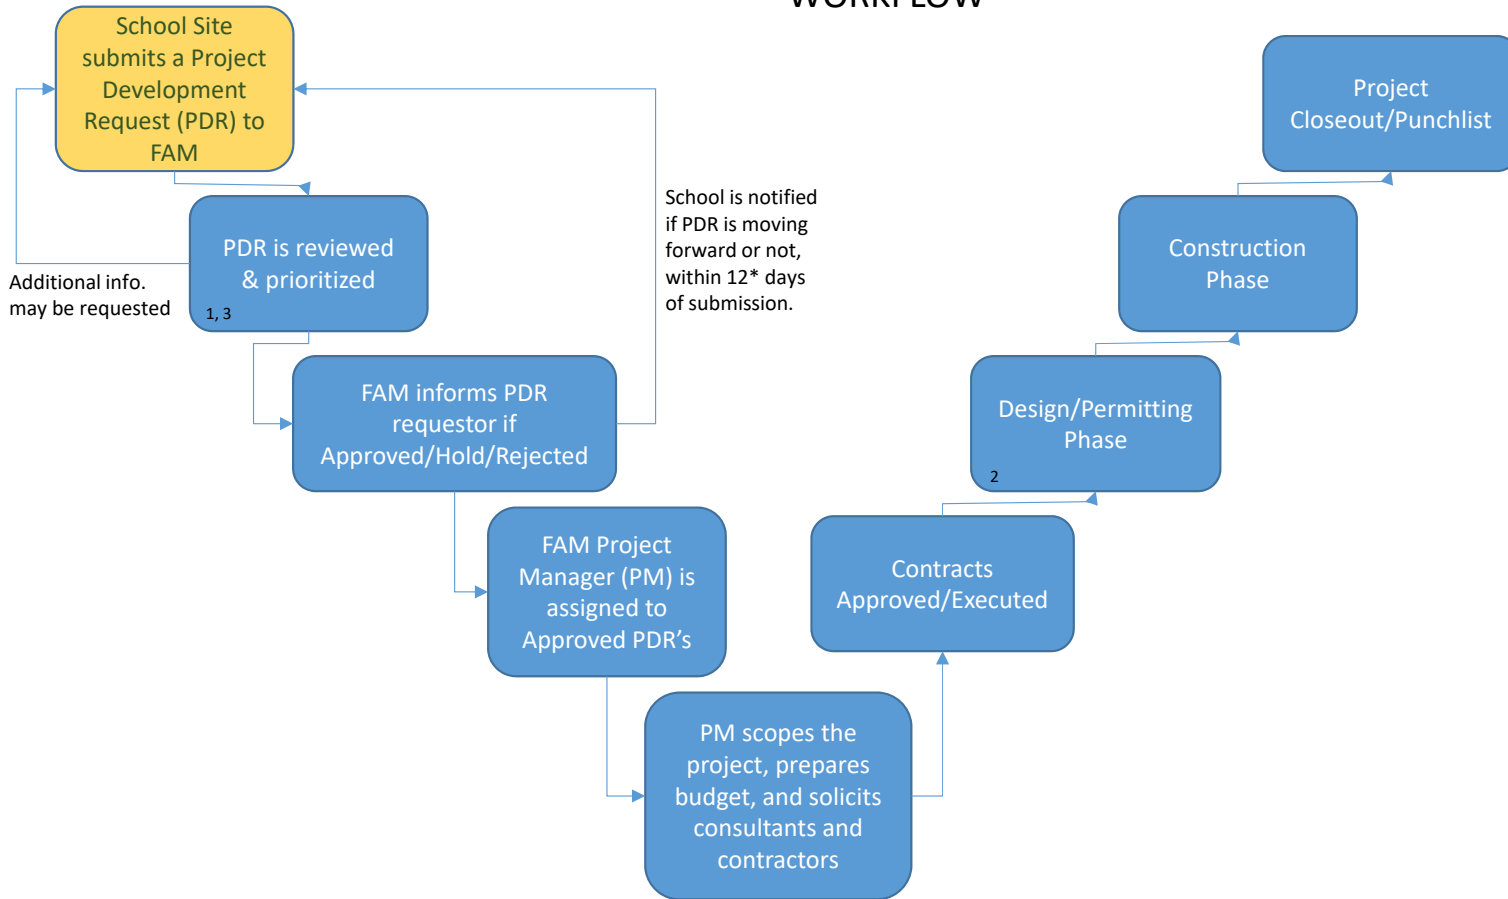 WORKFLOW
School Site
submits a Project
Development
Request (PDR) to
FAM
PDR is reviewed
& prioritized
1, 3
Additional info.
may be requested
School is notified
if PDR is moving
forward or not,
within 12* days
of submission.
FAM informs PDR
requestor if
Approved/Hold/Rejected
FAM Project
Manager (PM) is
assigned to
Approved PDR’s
PM scopes the
project, prepares
budget, and solicits
consultants and
contractors
Contracts
Approved/Executed
Design/Permitting
Phase
2
Construction
Phase
Project
Closeout/Punchlist